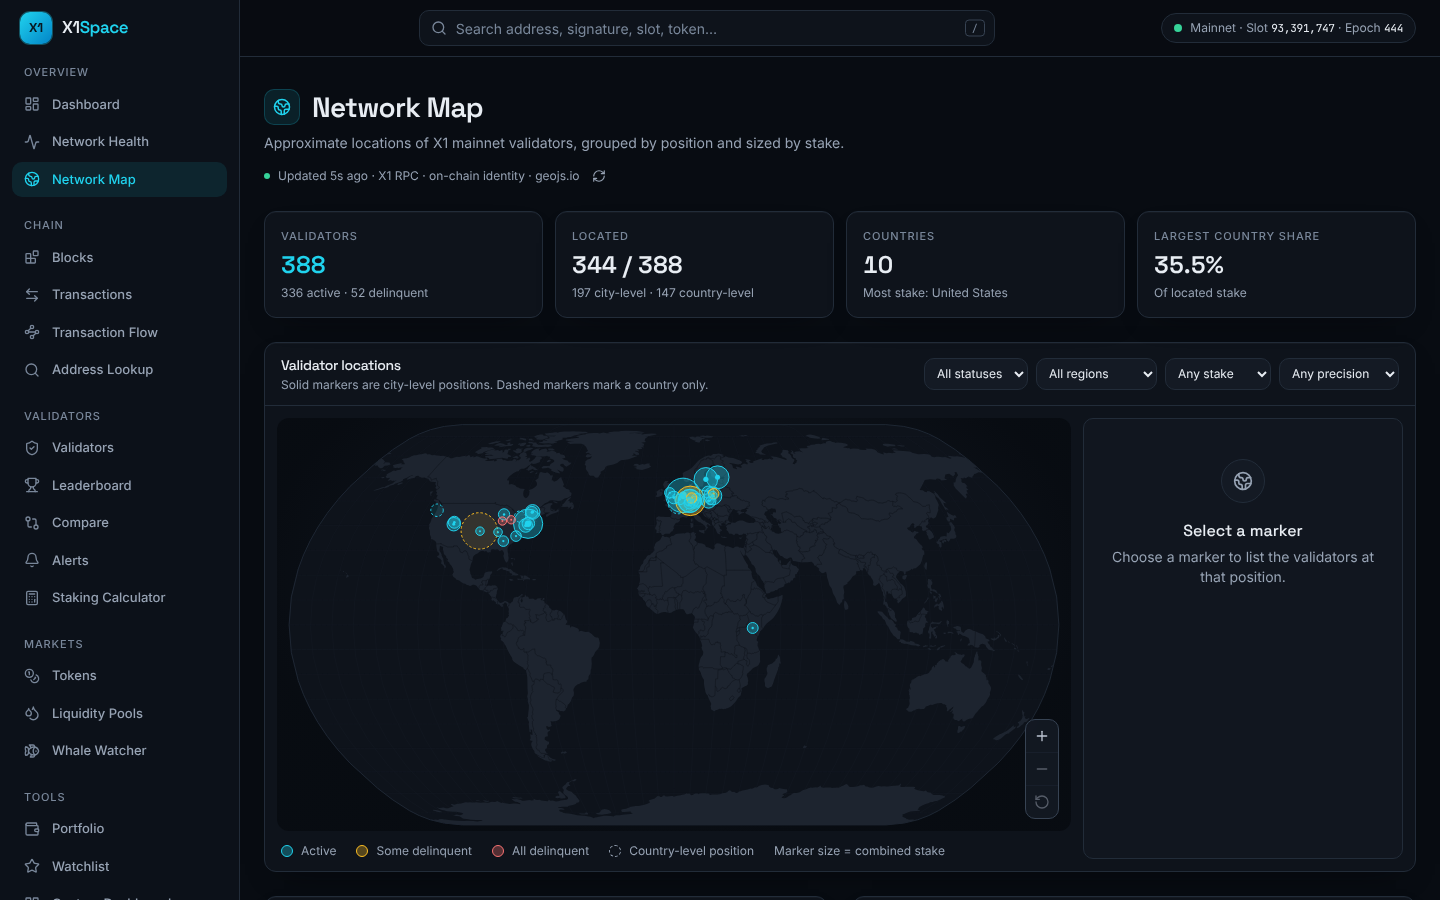 X1
X1Space
Search address, signature, slot, token...
/
Mainnet · Slot 93,391,747 · Epoch 444
OVERVIEW
Dashboard
Network Health
Network Map
CHAIN
Blocks
Transactions
Transaction Flow
Address Lookup
VALIDATORS
Validators
Leaderboard
Compare
Alerts
Staking Calculator
MARKETS
Tokens
Liquidity Pools
Whale Watcher
TOOLS
Portfolio
Watchlist
Network Map
Approximate locations of X1 mainnet validators, grouped by position and sized by stake.
Updated 5s ago · X1 RPC · on-chain identity · geojs.io
VALIDATORS
388
336 active · 52 delinquent
LOCATED
344 / 388
197 city-level · 147 country-level
COUNTRIES
10
Most stake: United States
LARGEST COUNTRY SHARE
35.5%
Of located stake
Validator locations
Solid markers are city-level positions. Dashed markers mark a country only.
All statuses
All regions
Any stake
Any precision
Select a marker
Choose a marker to list the validators at
that position.
+
−
Active
Some delinquent
All delinquent
Country-level position
Marker size = combined stake